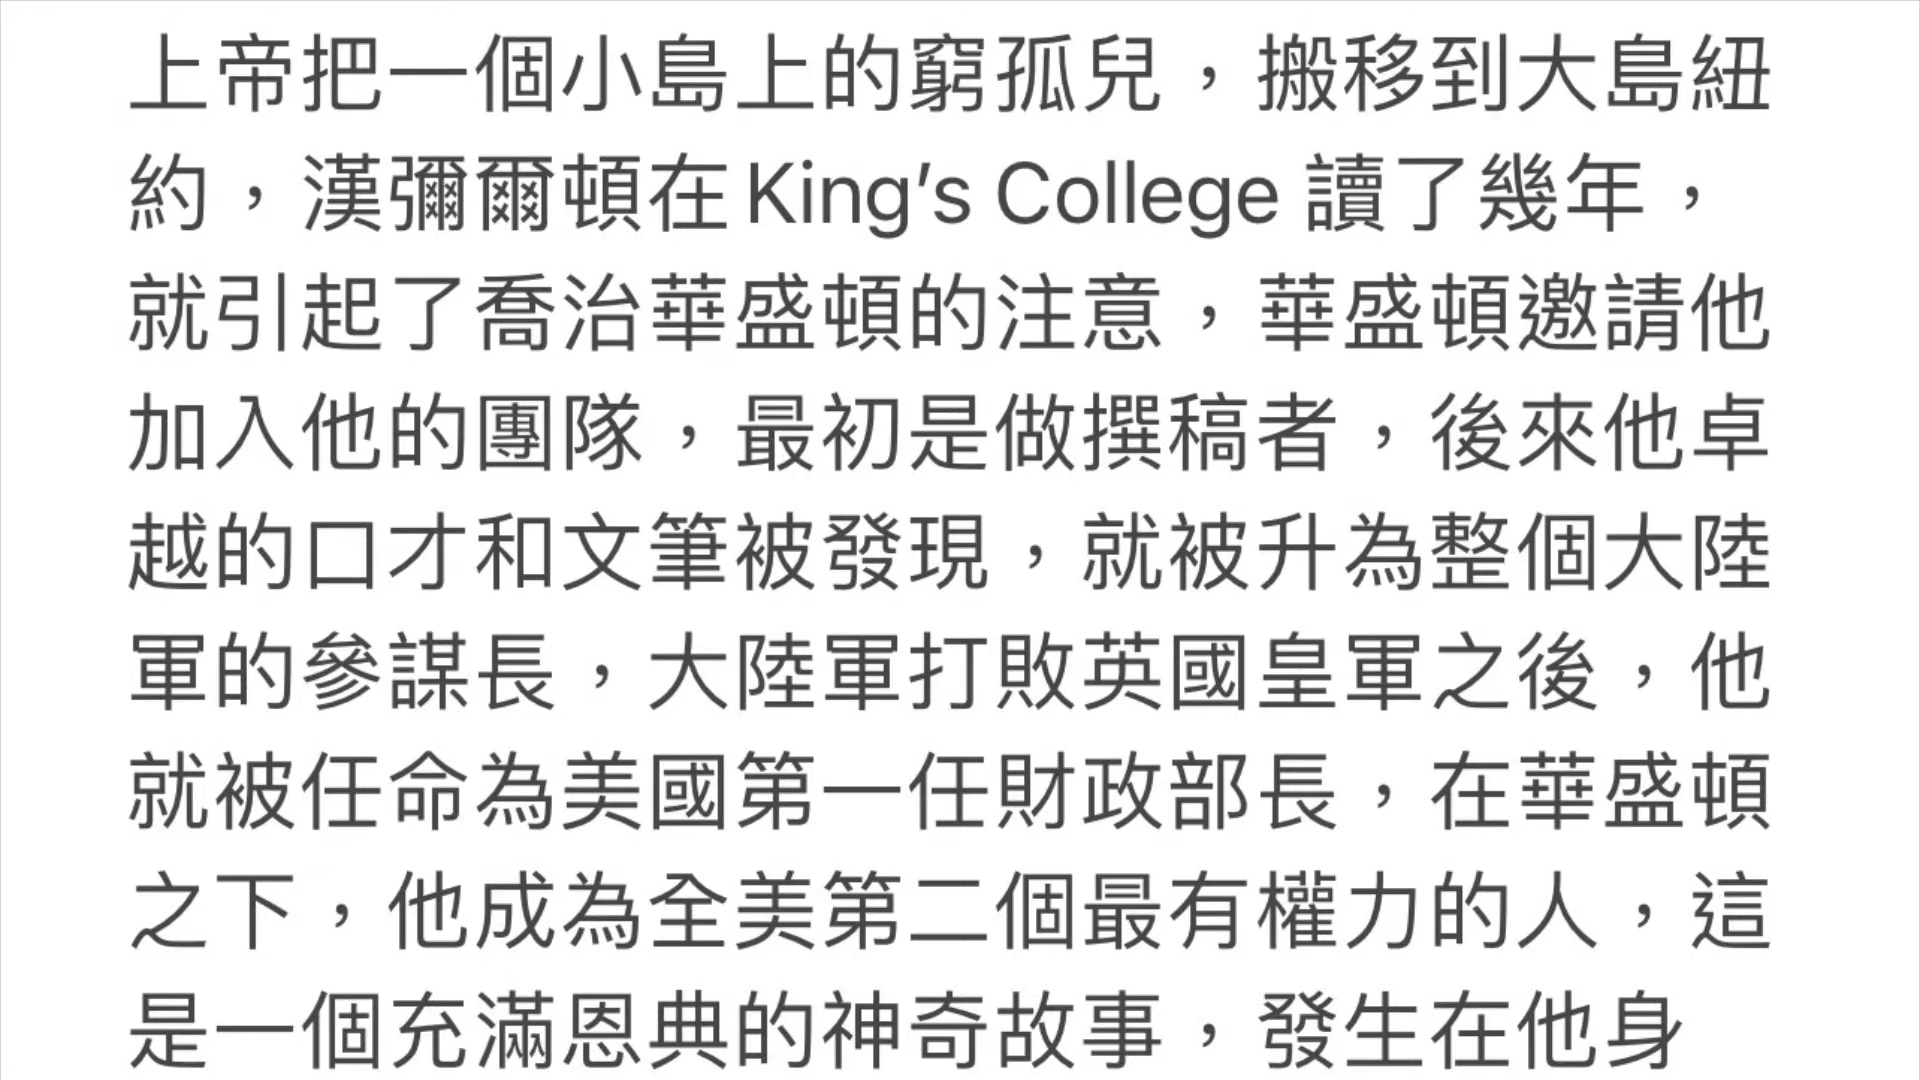 上帝把一個小島上的窮孤兒，搬移到大島紐
約，漢彌爾頓在King’s College 讀了幾年，
就引起了喬治華盛頓的注意，華盛頓邀請他
加入他的團隊，最初是做撰稿者，後來他卓
越的口才和文筆被發現，就被升為整個大陸
軍的參謀長，大陸軍打敗英國皇軍之後，他
就被任命為美國第一任財政部長，在華盛頓
之下，他成為全美第二個最有權力的人，這
是一個充滿恩典的神奇故事，發生在他身